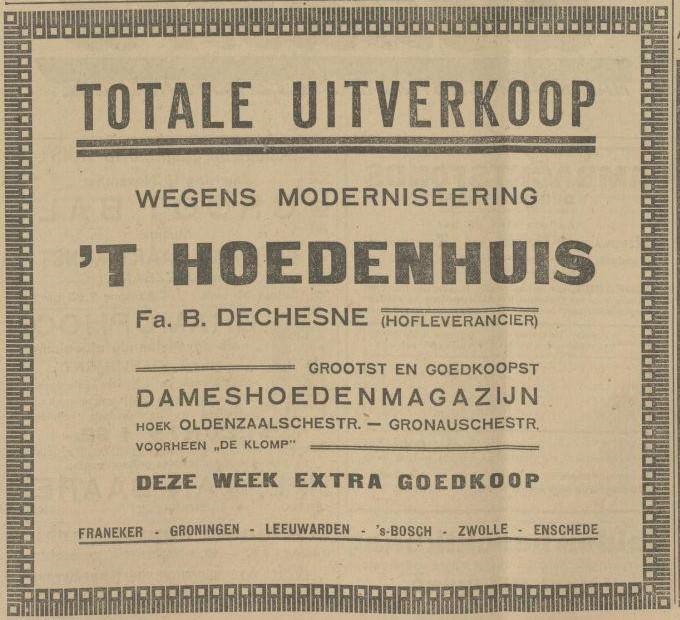 TOTALE UITVERKOOP
WEGENS MODERNISEERING
'T HOEDENHUIS
Fa. B. DECHESNE (HOFLEVERANCIER)
GROOTST EN GOEDKOOPST
DAMESHOEDENMAGAZIJN
HOEK OLDENZAALSCHESTR. — GRONAUSCHESTR.
VOORHEEN „DE KLOMP"
DEZE WEEK EXTRA GOEDKOOP
FRANEKER - GRONINGEN - LEEUWARDEN - 's-BOSCH - ZWOLLE - ENSCHEDE